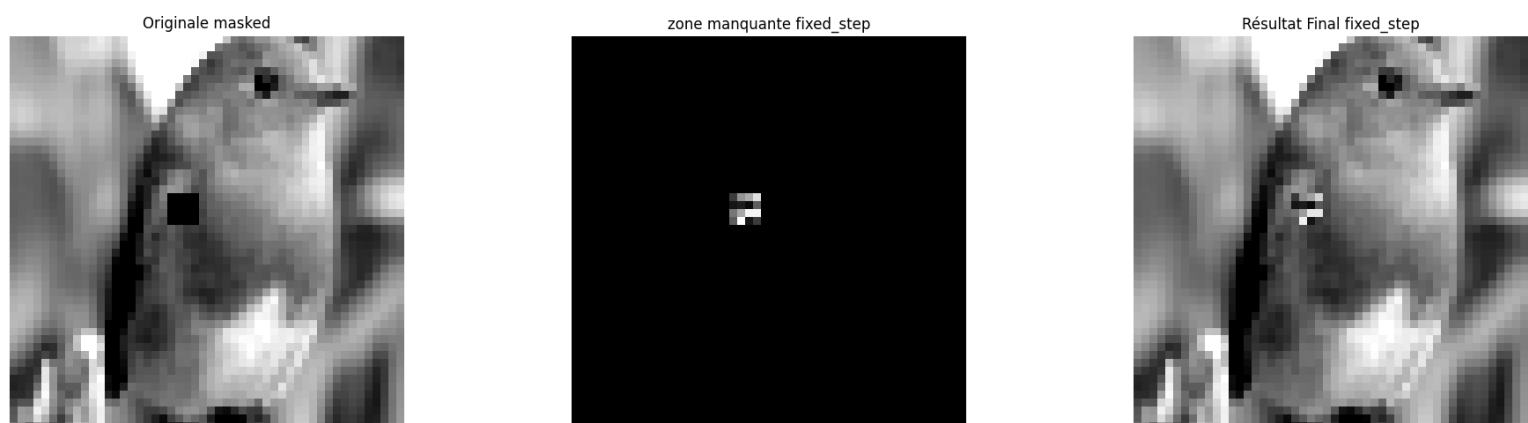 Originale masked
zone manquante fixed_step
Résultat Final fixed_step